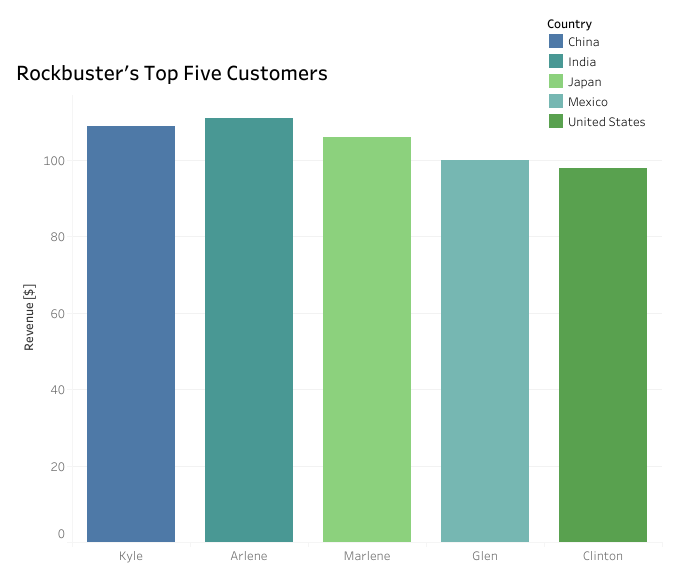 Country
China
India
Japan
Mexico
United States
Rockbuster’s Top Five Customers
Revenue [$]
100
80
60
40
20
0
Kyle Arlene Marlene Glen Clinton